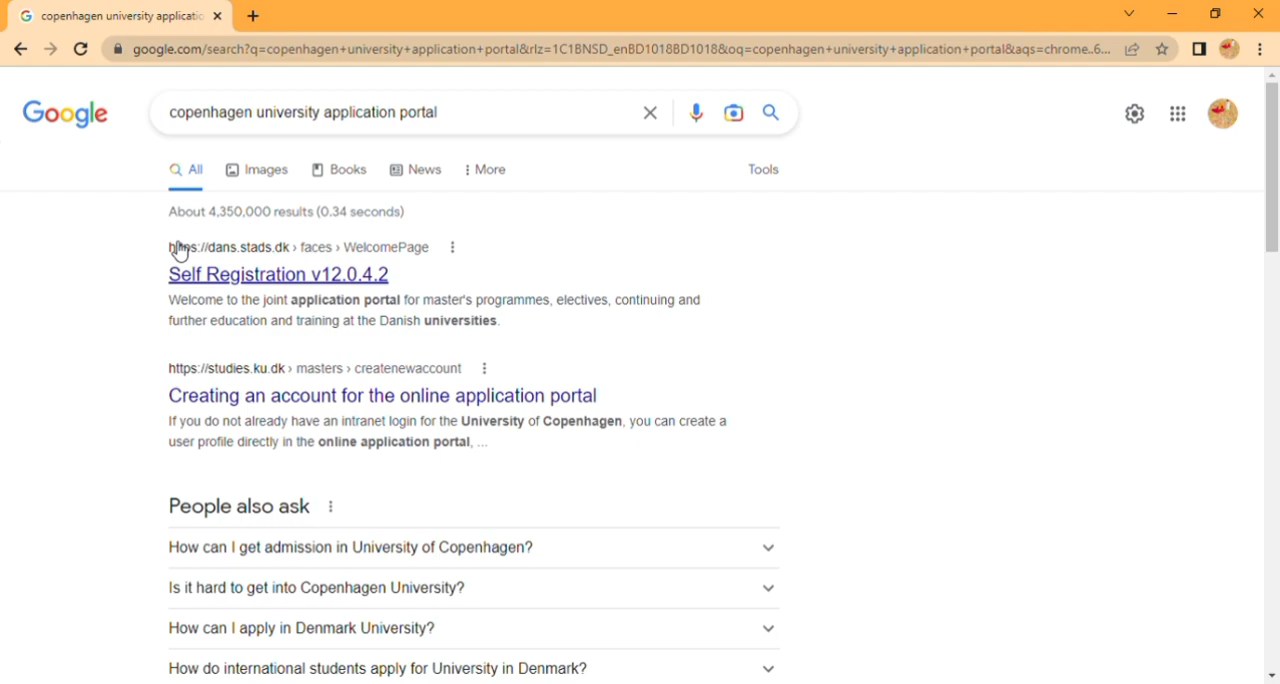 copenhagen university applicatio
google.com/search?q=copenhagen+university+application+portal&rlz=1C1BNSD_enBD1018BD1018&oq=copenhagen+university+application+portal&aqs=chrome..6...
Google
copenhagen university application portal
All Images Books News More Tools
About 4,350,000 results (0.34 seconds)
https://dans.stads.dk › faces › WelcomePage
Self Registration v12.0.4.2
Welcome to the joint application portal for master's programmes, electives, continuing and
further education and training at the Danish universities.
https://studies.ku.dk › masters › createnewaccount
Creating an account for the online application portal
If you do not already have an intranet login for the University of Copenhagen, you can create a
user profile directly in the online application portal, ...
People also ask
How can I get admission in University of Copenhagen?
Is it hard to get into Copenhagen University?
How can I apply in Denmark University?
How do international students apply for University in Denmark?